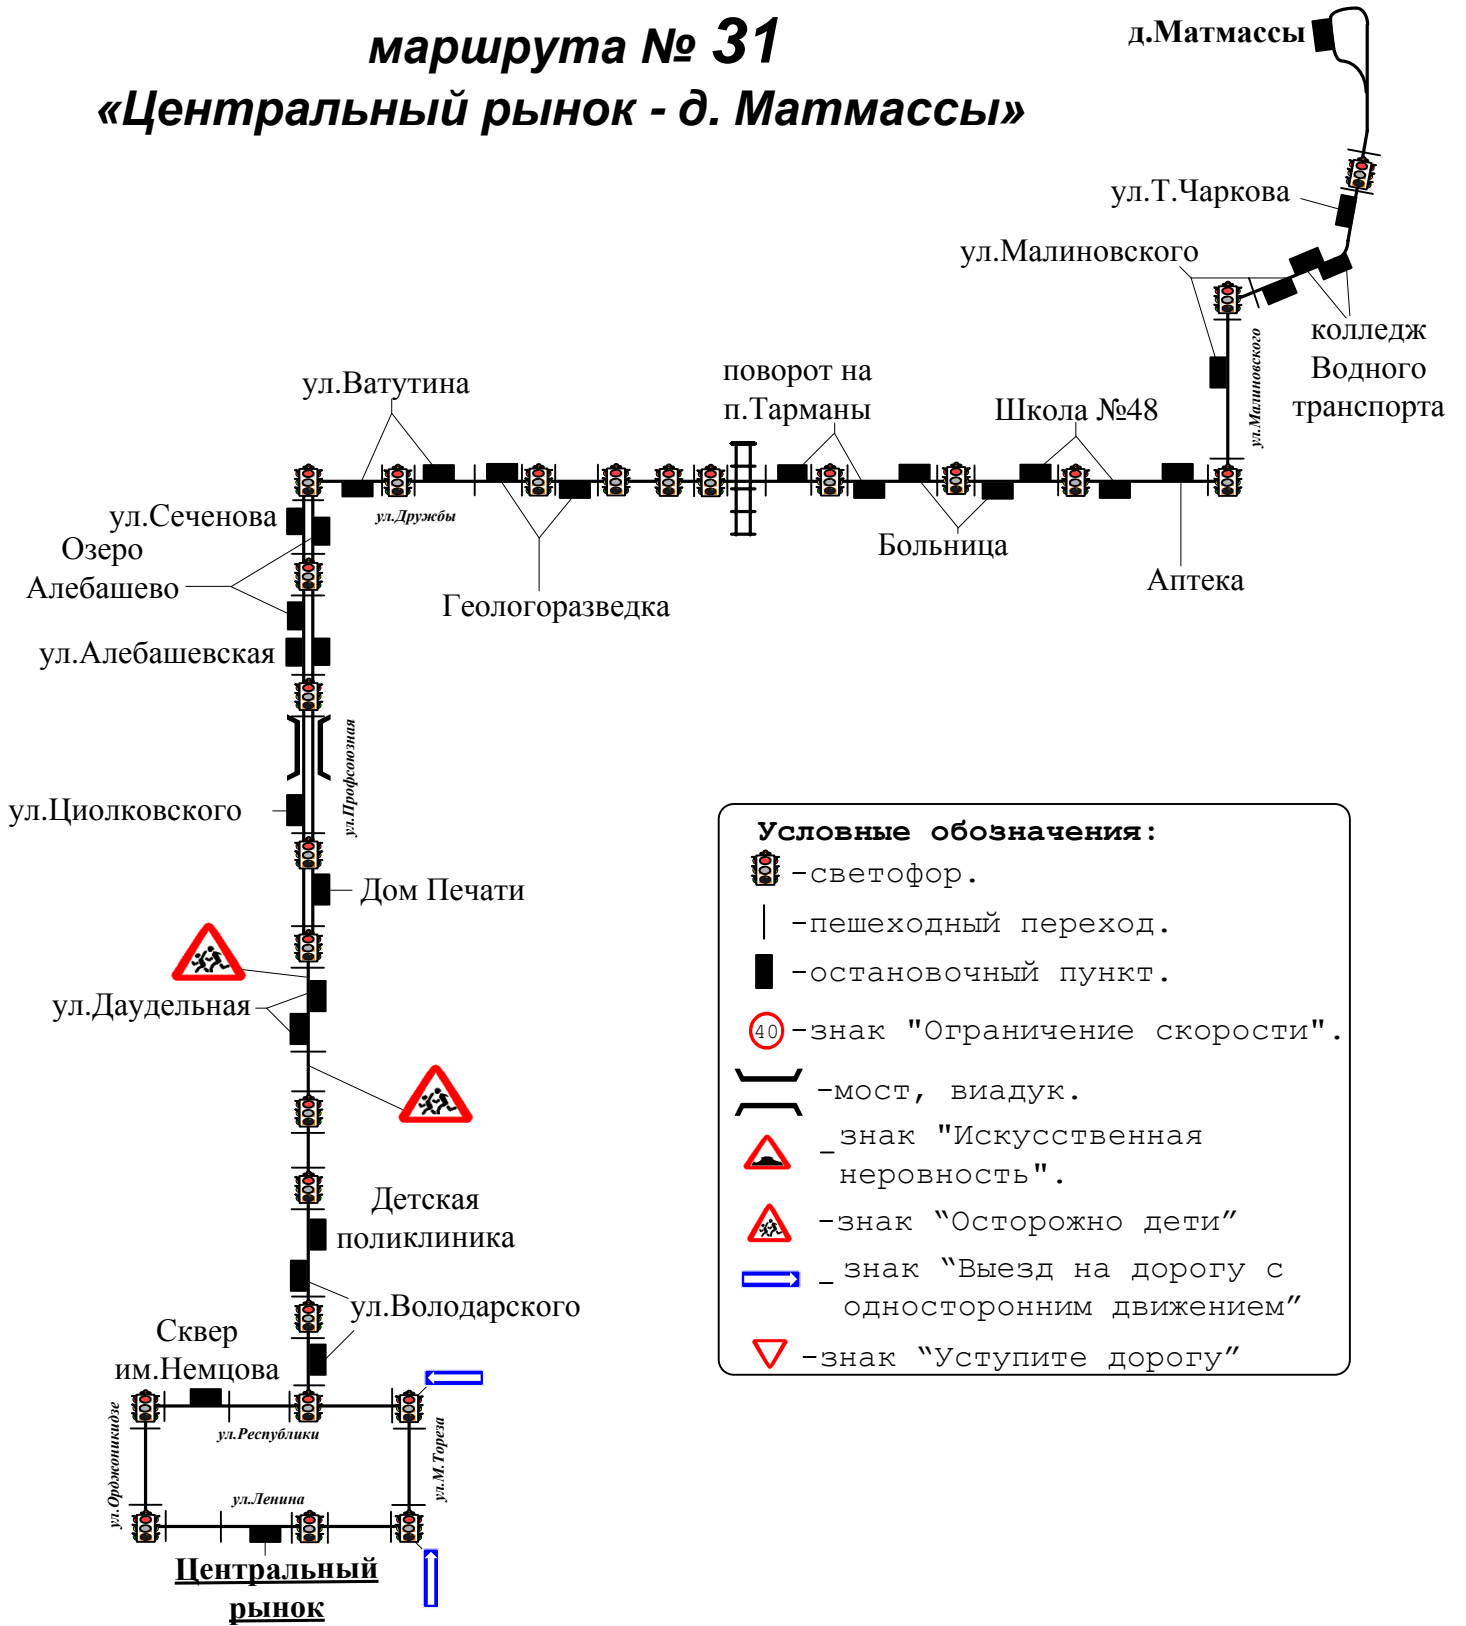 маршрута № 31
«Центральный рынок - д. Матмассы»
д.Матмассы
ул.Т.Чаркова
ул.Малиновского
колледж
Водного
транспорта
ул.Малиновского
ул.Ватутина
поворот на
п.Тарманы
Школа №48
ул.Сеченова
ул.Дружбы
Озеро
Алебашево
Геологоразведка
Больница
Аптека
ул.Алебашевская
ул.Профсоюзная
ул.Циолковского
Дом Печати
ул.Даудельная
Детская
поликлиника
ул.Володарского
Сквер
им.Немцова
ул.Республики
ул.Орджоникидзе
ул.М.Тореза
ул.Ленина
Центральный
рынок
Условные обозначения:
-светофор.
-пешеходный переход.
-остановочный пункт.
40 -знак "Ограничение скорости".
-мост, виадук.
-знак "Искусственная
неровность".
-знак “Осторожно дети”
-знак “Выезд на дорогу с
односторонним движением”
-знак “Уступите дорогу”